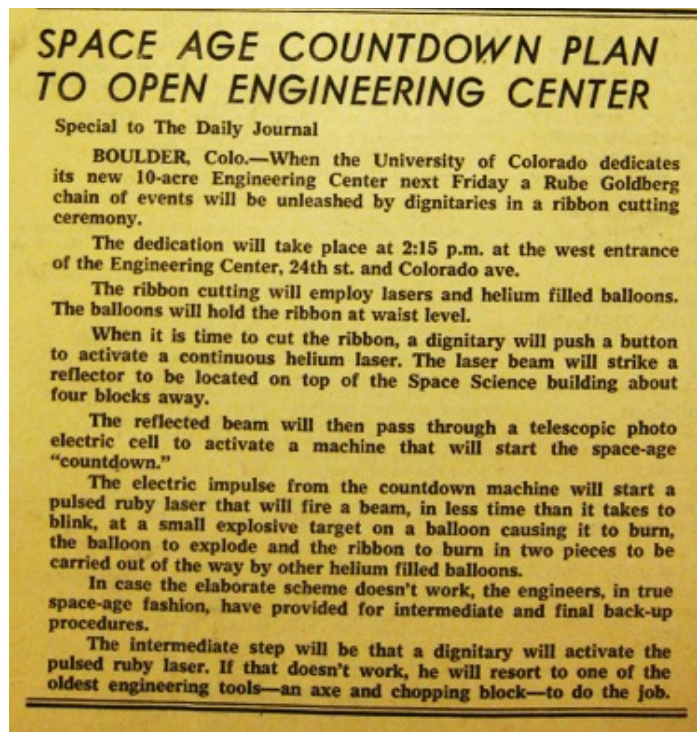 SPACE AGE COUNTDOWN PLAN
TO OPEN ENGINEERING CENTER
Special to The Daily Journal
BOULDER, Colo.—When the University of Colorado dedicates
its new 10-acre Engineering Center next Friday a Rube Goldberg
chain of events will be unleashed by dignitaries in a ribbon cutting
ceremony.
The dedication will take place at 2:15 p.m. at the west entrance
of the Engineering Center, 24th st. and Colorado ave.
The ribbon cutting will employ lasers and helium filled balloons.
The balloons will hold the ribbon at waist level.
When it is time to cut the ribbon, a dignitary will push a button
to activate a continuous helium laser. The laser beam will strike a
reflector to be located on top of the Space Science building about
four blocks away.
The reflected beam will then pass through a telescopic photo
electric cell to activate a machine that will start the space-age
“countdown.”
The electric impulse from the countdown machine will start a
pulsed ruby laser that will fire a beam, in less time than it takes to
blink, at a small explosive target on a balloon causing it to burn,
the balloon to explode and the ribbon to burn in two pieces to be
carried out of the way by other helium filled balloons.
In case the elaborate scheme doesn’t work, the engineers, in true
space-age fashion, have provided for intermediate and final back-up
procedures.
The intermediate step will be that a dignitary will activate the
pulsed ruby laser. If that doesn’t work, he will resort to one of the
oldest engineering tools—an axe and chopping block—to do the job.